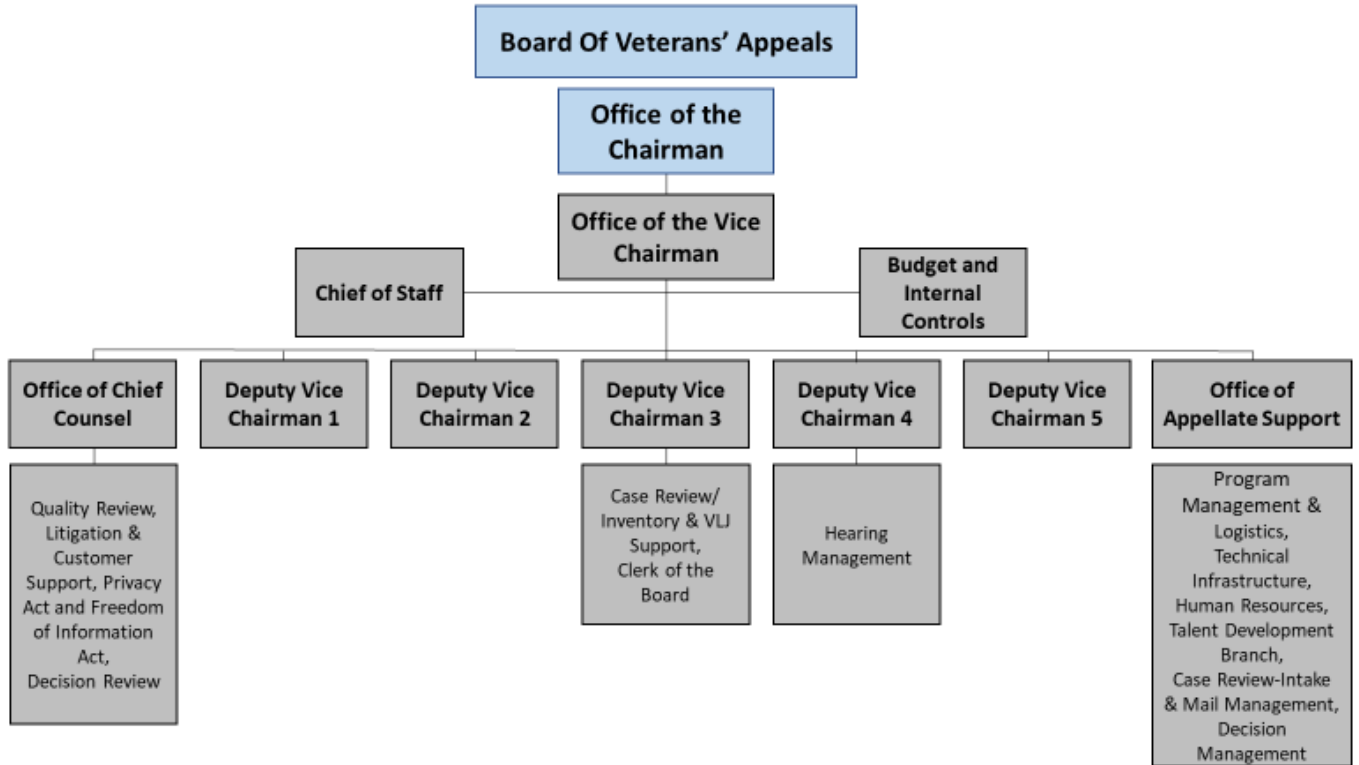 Board Of Veterans’ Appeals
Office of the
Chairman
Office of the Vice
Chairman
Chief of Staff
Budget and
Internal
Controls
Office of Chief
Counsel
Deputy Vice
Chairman 1
Deputy Vice
Chairman 2
Deputy Vice
Chairman 3
Deputy Vice
Chairman 4
Deputy Vice
Chairman 5
Office of
Appellate Support
Quality Review,
Litigation &
Customer
Support, Privacy
Act and Freedom
of Information
Act,
Decision Review
Case Review/
Inventory & VLJ
Support,
Clerk of the
Board
Hearing
Management
Program
Management &
Logistics,
Technical
Infrastructure,
Human Resources,
Talent Development
Branch,
Case Review-Intake
& Mail Management,
Decision
Management